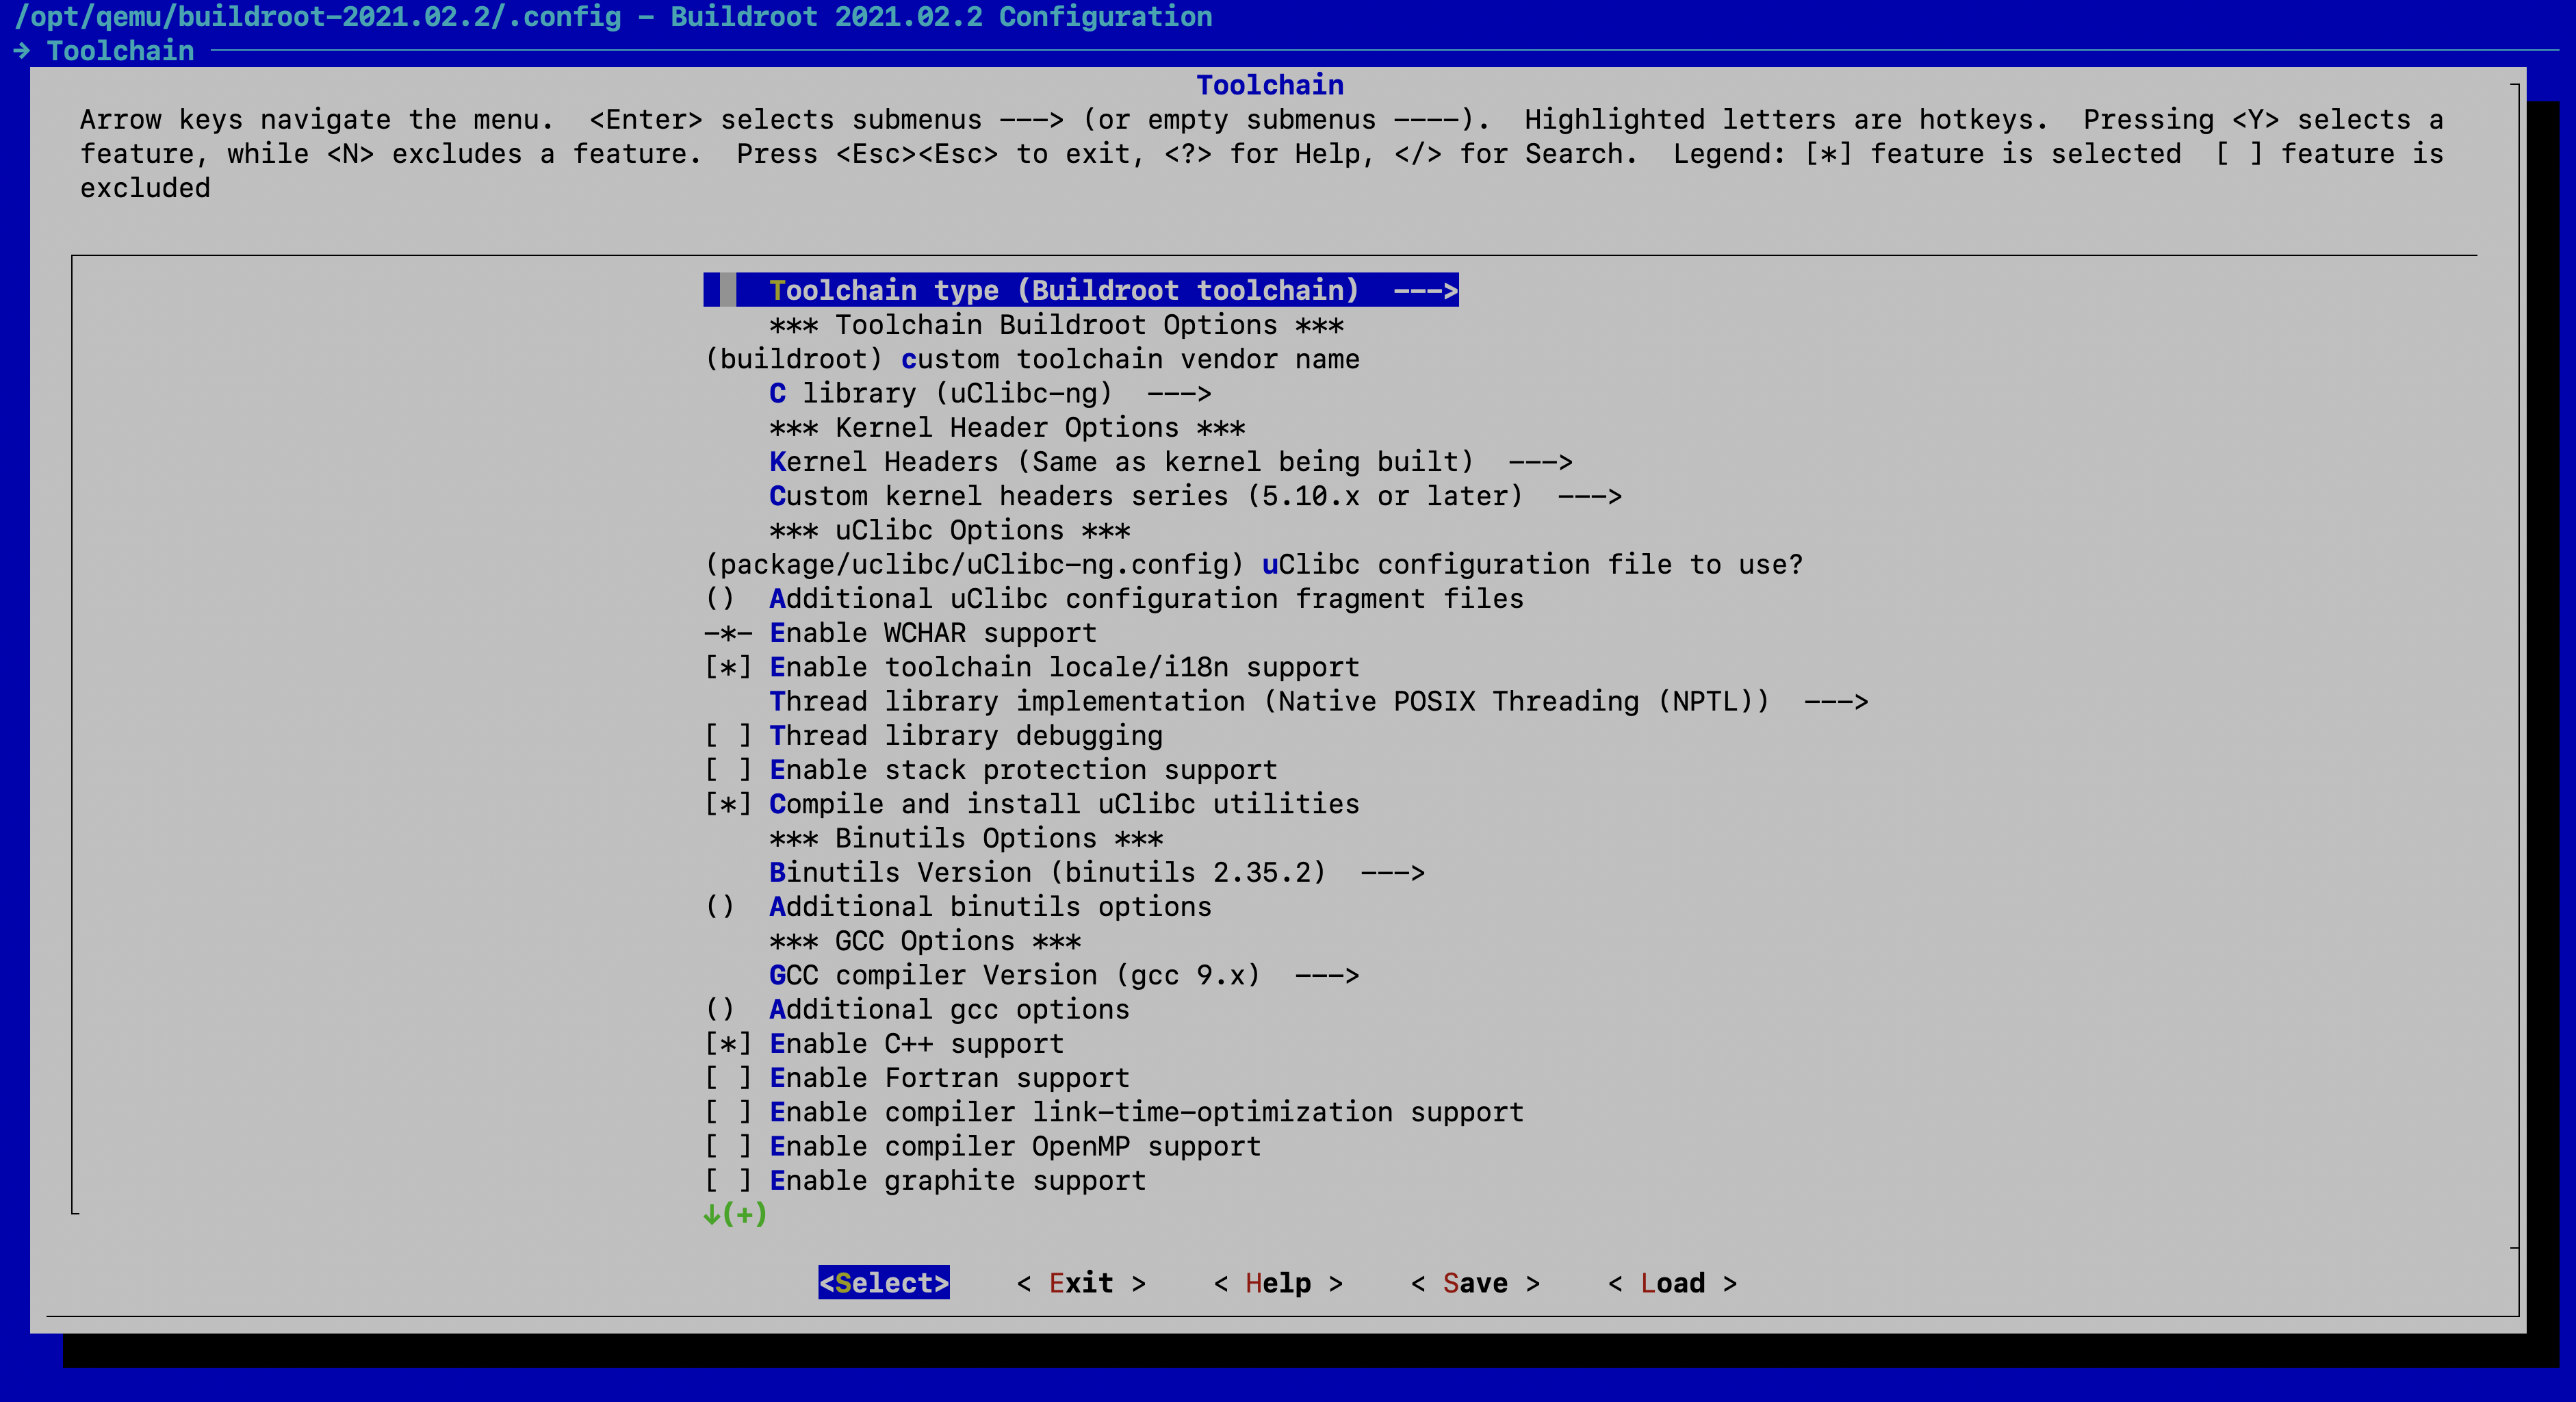 /opt/qemu/buildroot-2021.02.2/.config - Buildroot 2021.02.2 Configuration
→ Toolchain
Toolchain
Arrow keys navigate the menu.  <Enter> selects submenus ---> (or empty submenus ----).  Highlighted letters are hotkeys.  Pressing <Y> selects a
feature, while <N> excludes a feature.  Press <Esc><Esc> to exit, <?> for Help, </> for Search.  Legend: [*] feature is selected  [ ] feature is
excluded
Toolchain type (Buildroot toolchain)  --->
*** Toolchain Buildroot Options ***
(buildroot) custom toolchain vendor name
C library (uClibc-ng)  --->
*** Kernel Header Options ***
Kernel Headers (Same as kernel being built)  --->
Custom kernel headers series (5.10.x or later)  --->
*** uClibc Options ***
(package/uclibc/uClibc-ng.config) uClibc configuration file to use?
()  Additional uClibc configuration fragment files
-*- Enable WCHAR support
[*] Enable toolchain locale/i18n support
Thread library implementation (Native POSIX Threading (NPTL))  --->
[ ] Thread library debugging
[ ] Enable stack protection support
[*] Compile and install uClibc utilities
*** Binutils Options ***
Binutils Version (binutils 2.35.2)  --->
()  Additional binutils options
*** GCC Options ***
GCC compiler Version (gcc 9.x)  --->
()  Additional gcc options
[*] Enable C++ support
[ ] Enable Fortran support
[ ] Enable compiler link-time-optimization support
[ ] Enable compiler OpenMP support
[ ] Enable graphite support
↓(+)
<Select>    < Exit >    < Help >    < Save >    < Load >